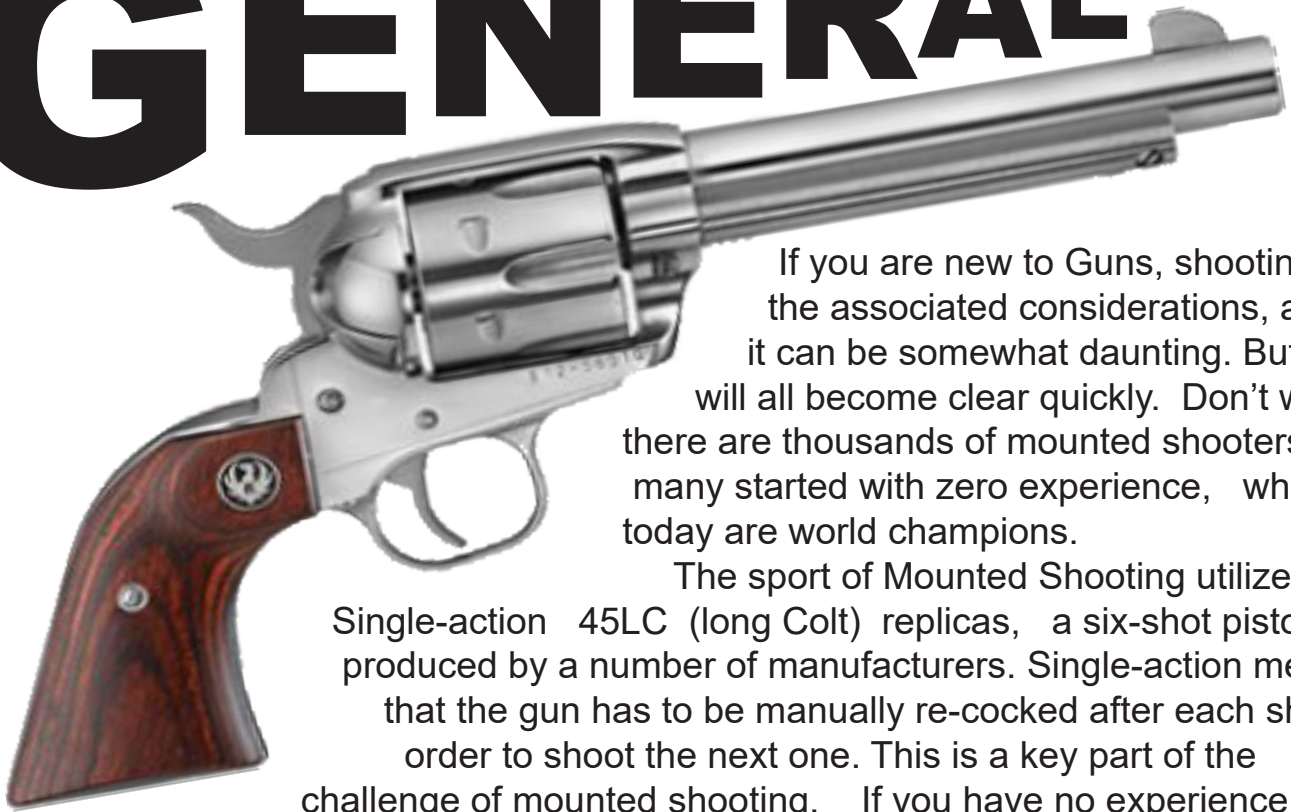 GENERAL
If you are new to Guns, shootin
the associated considerations, a
it can be somewhat daunting. But
will all become clear quickly.  Don’t w
there are thousands of mounted shooters
many started with zero experience,   wh
today are world champions.
The sport of Mounted Shooting utilize
Single-action   45LC  (long Colt)  replicas,   a six-shot pisto
produced by a number of manufacturers. Single-action me
that the gun has to be manually re-cocked after each sh
order to shoot the next one. This is a key part of the
challenge of mounted shooting.    If you have no experience